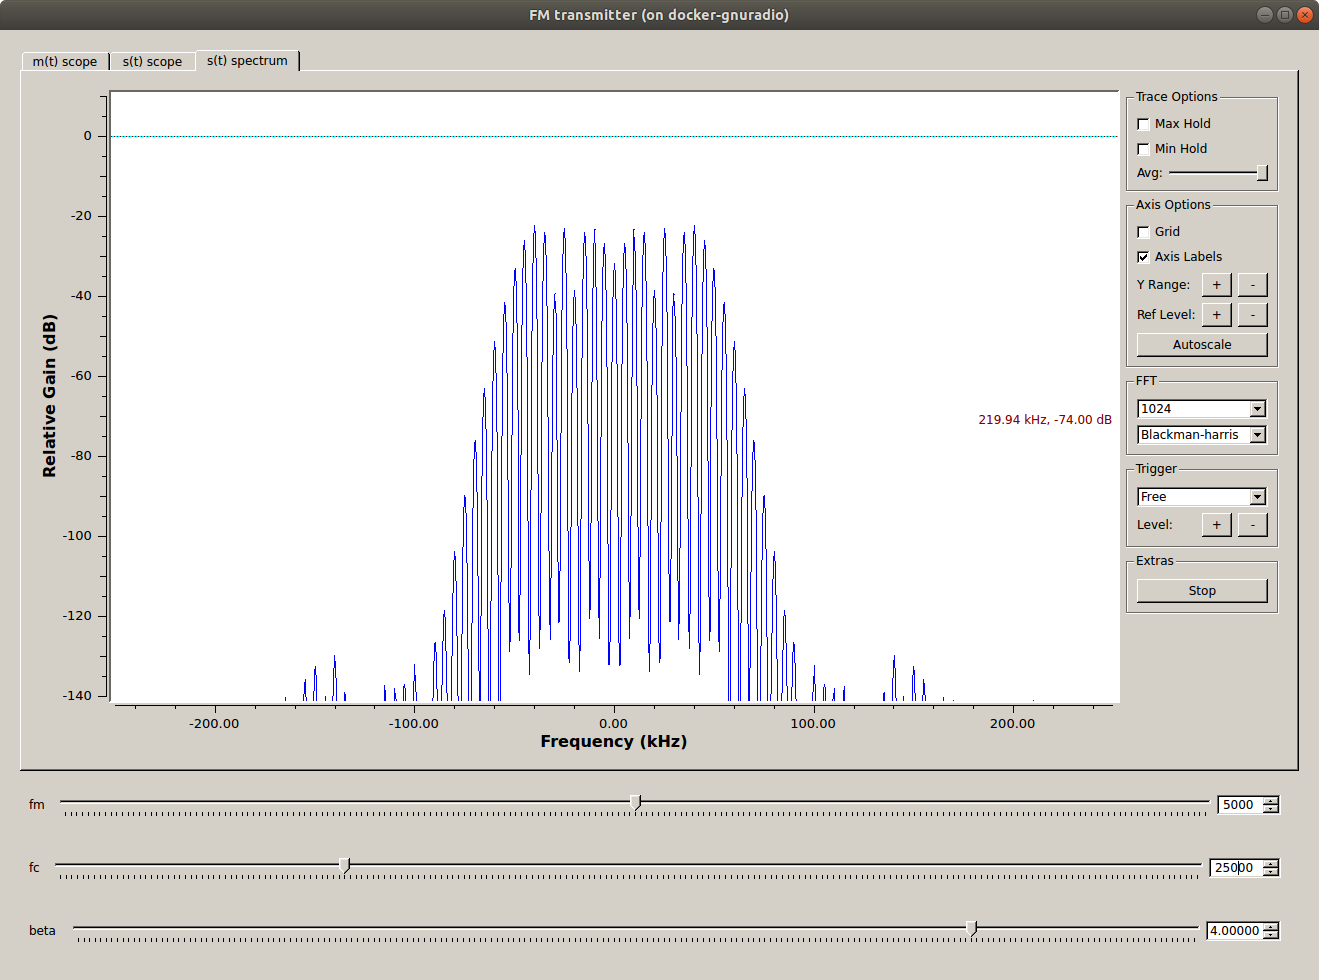 FM transmitter (on docker-gnuradio)
m(t) scope s(t) scope s(t) spectrum
Trace Options
Max Hold
Min Hold
Avg:
Axis Options
Grid
Axis Labels
Y Range: + -
Ref Level: + -
Autoscale
FFT
1024
Blackman-harris
Trigger
Free
Level: + -
Extras
Stop
0
-20
-40
-60
-80
-100
-120
-140
Relative Gain (dB)
219.94 kHz, -74.00 dB
-200.00 -100.00 0.00 100.00 200.00
Frequency (kHz)
fm 5000
fc 25000
beta 4.00000